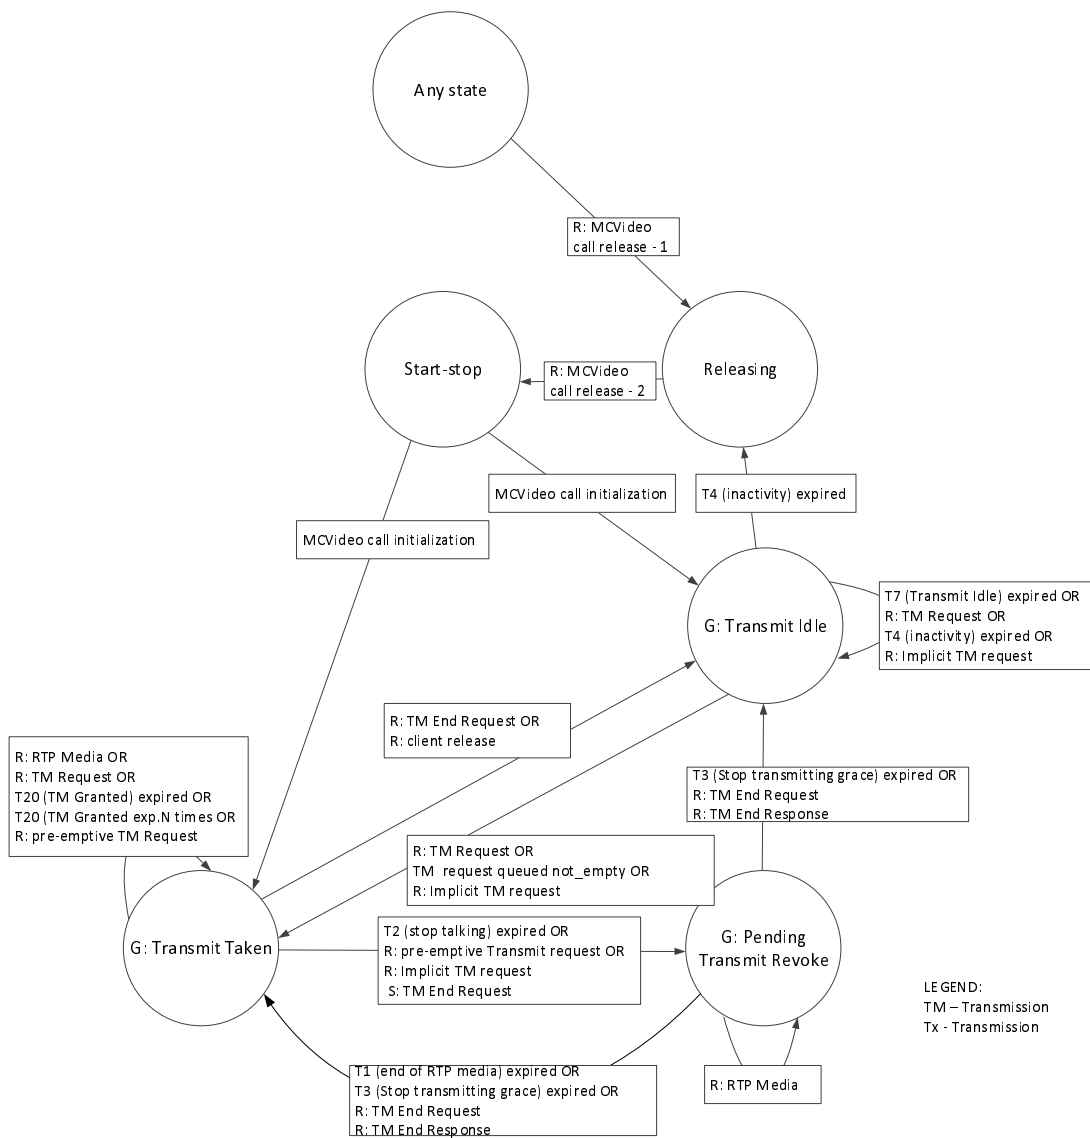 Any state
R: MCVideo
call release - 1
Start-stop
R: MCVideo
call release - 2
Releasing
MCVideo call initialization
T4 (inactivity) expired
MCVideo call initialization
G: Transmit Idle
T7 (Transmit Idle) expired OR
R: TM Request OR
T4 (inactivity) expired OR
R: Implicit TM request
R: TM End Request OR
R: client release
R: RTP Media OR
R: TM Request OR
T20 (TM Granted) expired OR
T20 (TM Granted exp.N times OR
R: pre-emptive TM Request
T3 (Stop transmitting grace) expired OR
R: TM End Request
R: TM End Response
R: TM Request OR
TM request queued not_empty OR
R: Implicit TM request
G: Transmit Taken
T2 (stop talking) expired OR
R: pre-emptive Transmit request OR
R: Implicit TM request
S: TM End Request
G: Pending
Transmit Revoke
LEGEND:
TM – Transmission
Tx - Transmission
T1 (end of RTP media) expired OR
T3 (Stop transmitting grace) expired OR
R: TM End Request
R: TM End Response
R: RTP Media